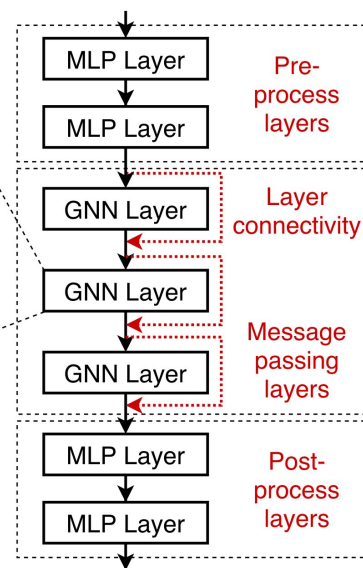 MLP Layer
MLP Layer
Pre-
process
layers
GNN Layer
Layer
connectivity
GNN Layer
GNN Layer
Message
passing
layers
MLP Layer
MLP Layer
Post-
process
layers